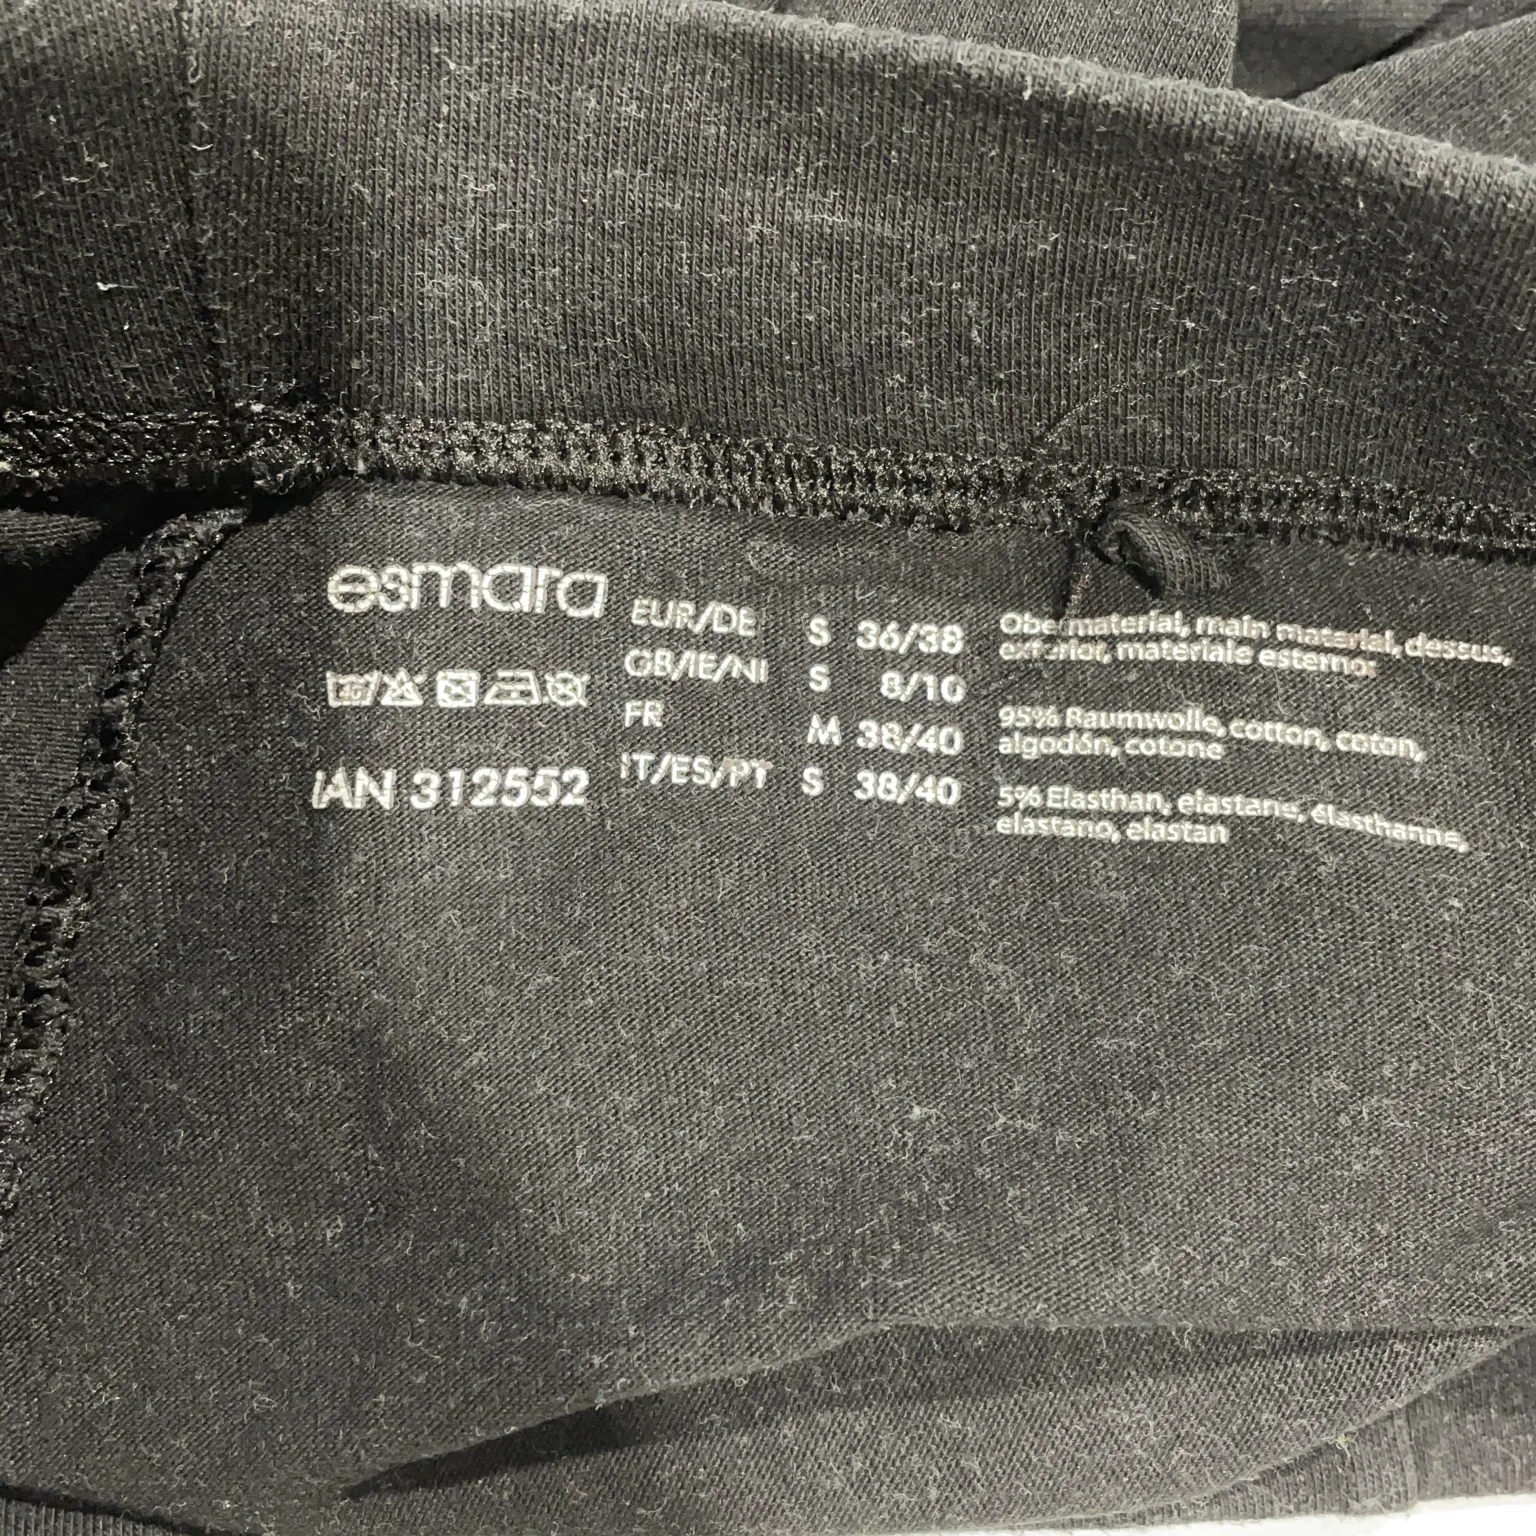 esmara
IAN 312552
EUR/DE S 36/38
GB/IE/NI S 8/10
FR M 38/40
IT/ES/PT S 38/40
Obermaterial, main material, dessus,
exterior, materiale esterno:
95% Baumwolle, cotton, coton,
algodón, cotone
5% Elasthan, elastane, élasthanne,
elastano, elastan